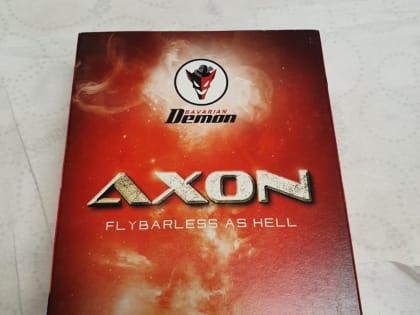 BAVARIAN
Demon
AXON
FLYBARLESS AS HELL